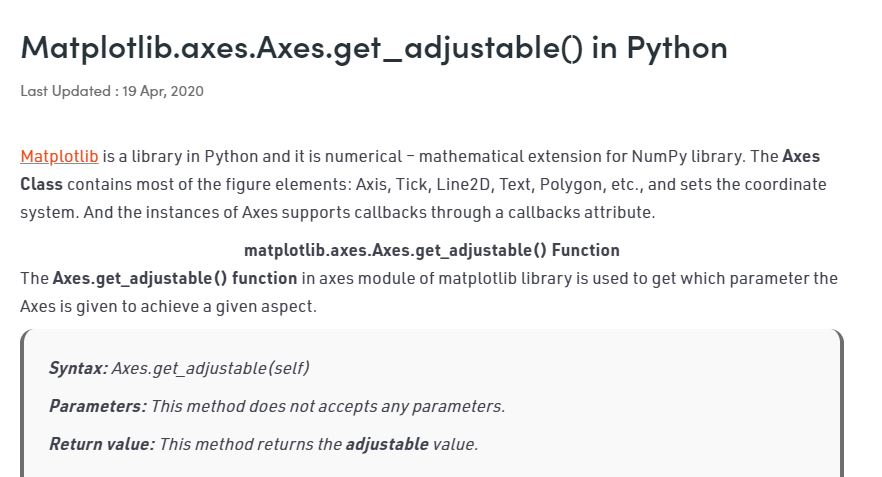 Matplotlib.axes.Axes.get_adjustable() in Python
Last Updated : 19 Apr, 2020
Matplotlib is a library in Python and it is numerical – mathematical extension for NumPy library. The Axes
Class contains most of the figure elements: Axis, Tick, Line2D, Text, Polygon, etc., and sets the coordinate
system. And the instances of Axes supports callbacks through a callbacks attribute.
matplotlib.axes.Axes.get_adjustable() Function
The Axes.get_adjustable() function in axes module of matplotlib library is used to get which parameter the
Axes is given to achieve a given aspect.
Syntax: Axes.get_adjustable(self)
Parameters: This method does not accepts any parameters.
Return value: This method returns the adjustable value.